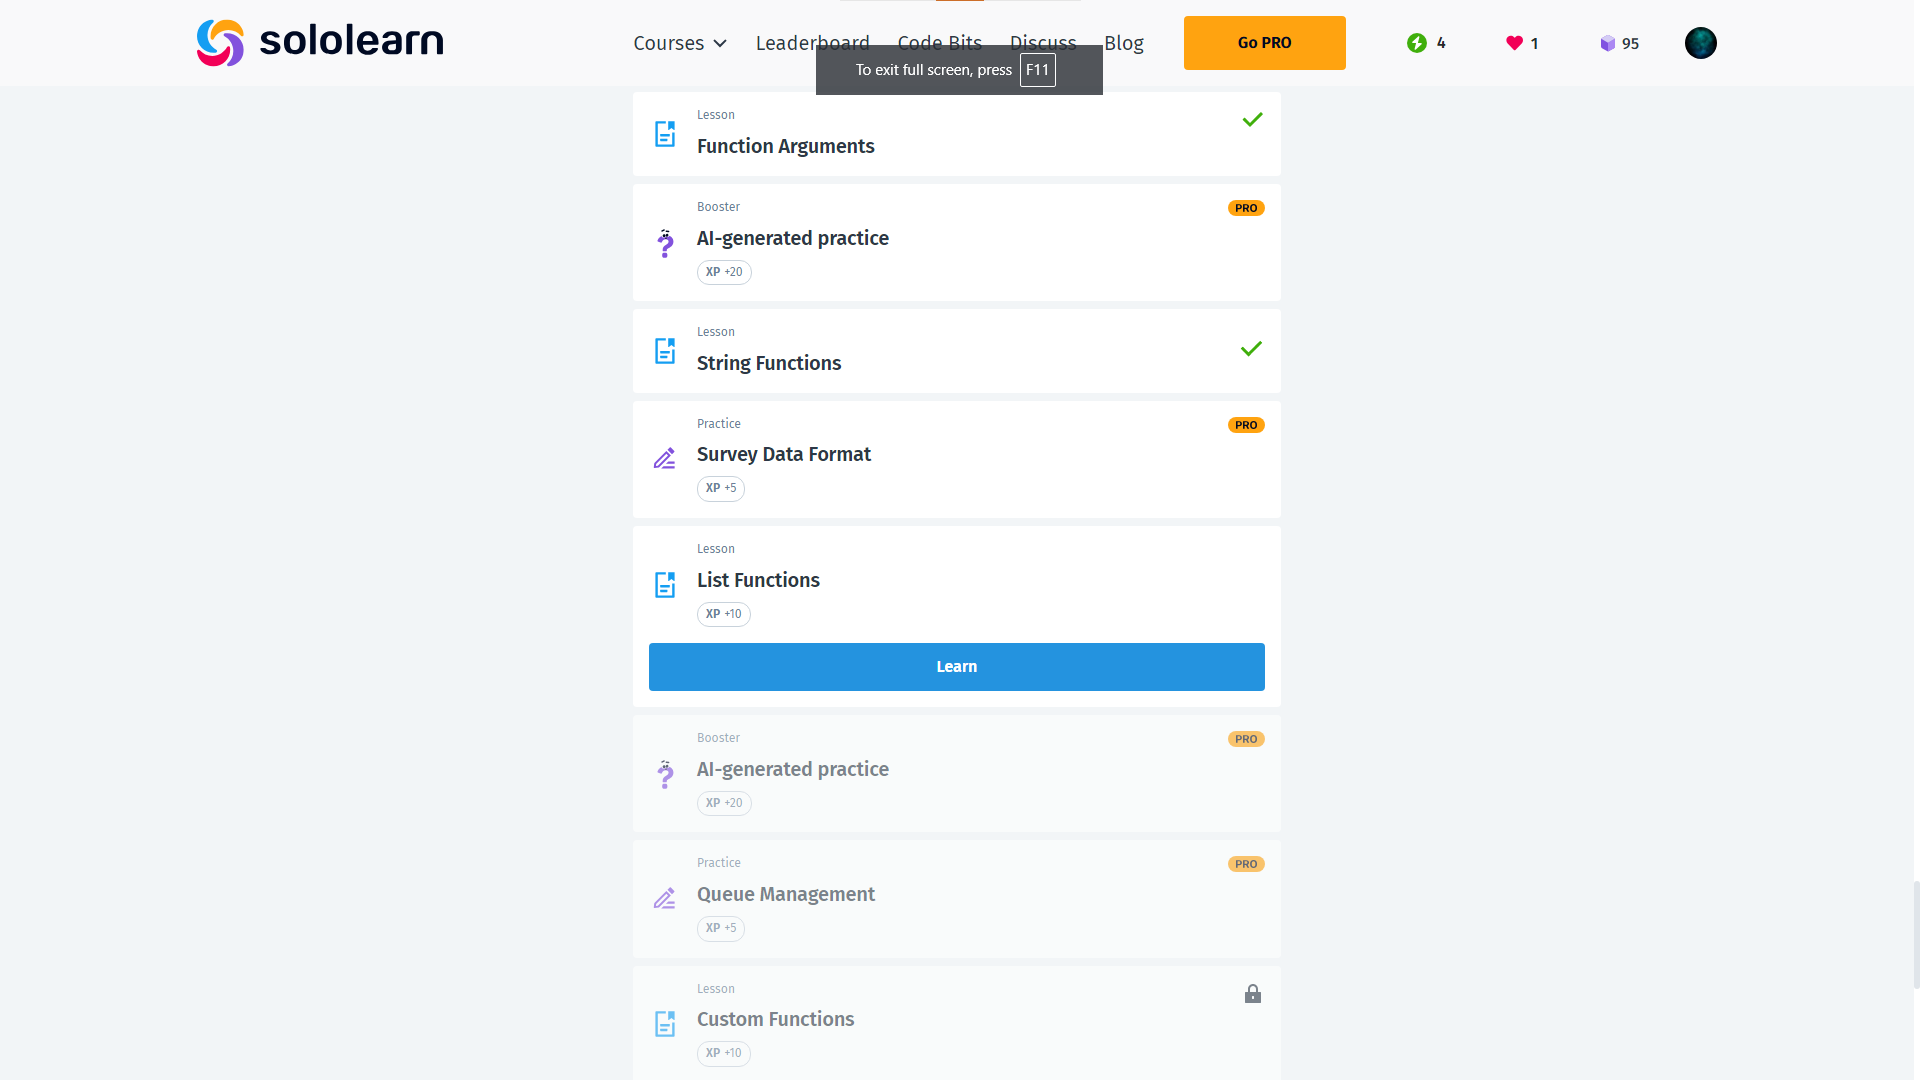 sololearn
Courses Leaderboard Code Bits Discuss Blog Go PRO 4 1 95
To exit full screen, press F11
Lesson
Function Arguments
Booster PRO
AI-generated practice
XP +20
Lesson
String Functions
Practice PRO
Survey Data Format
XP +5
Lesson
List Functions
XP +10
Learn
Booster PRO
AI-generated practice
XP +20
Practice PRO
Queue Management
XP +5
Lesson
Custom Functions
XP +10